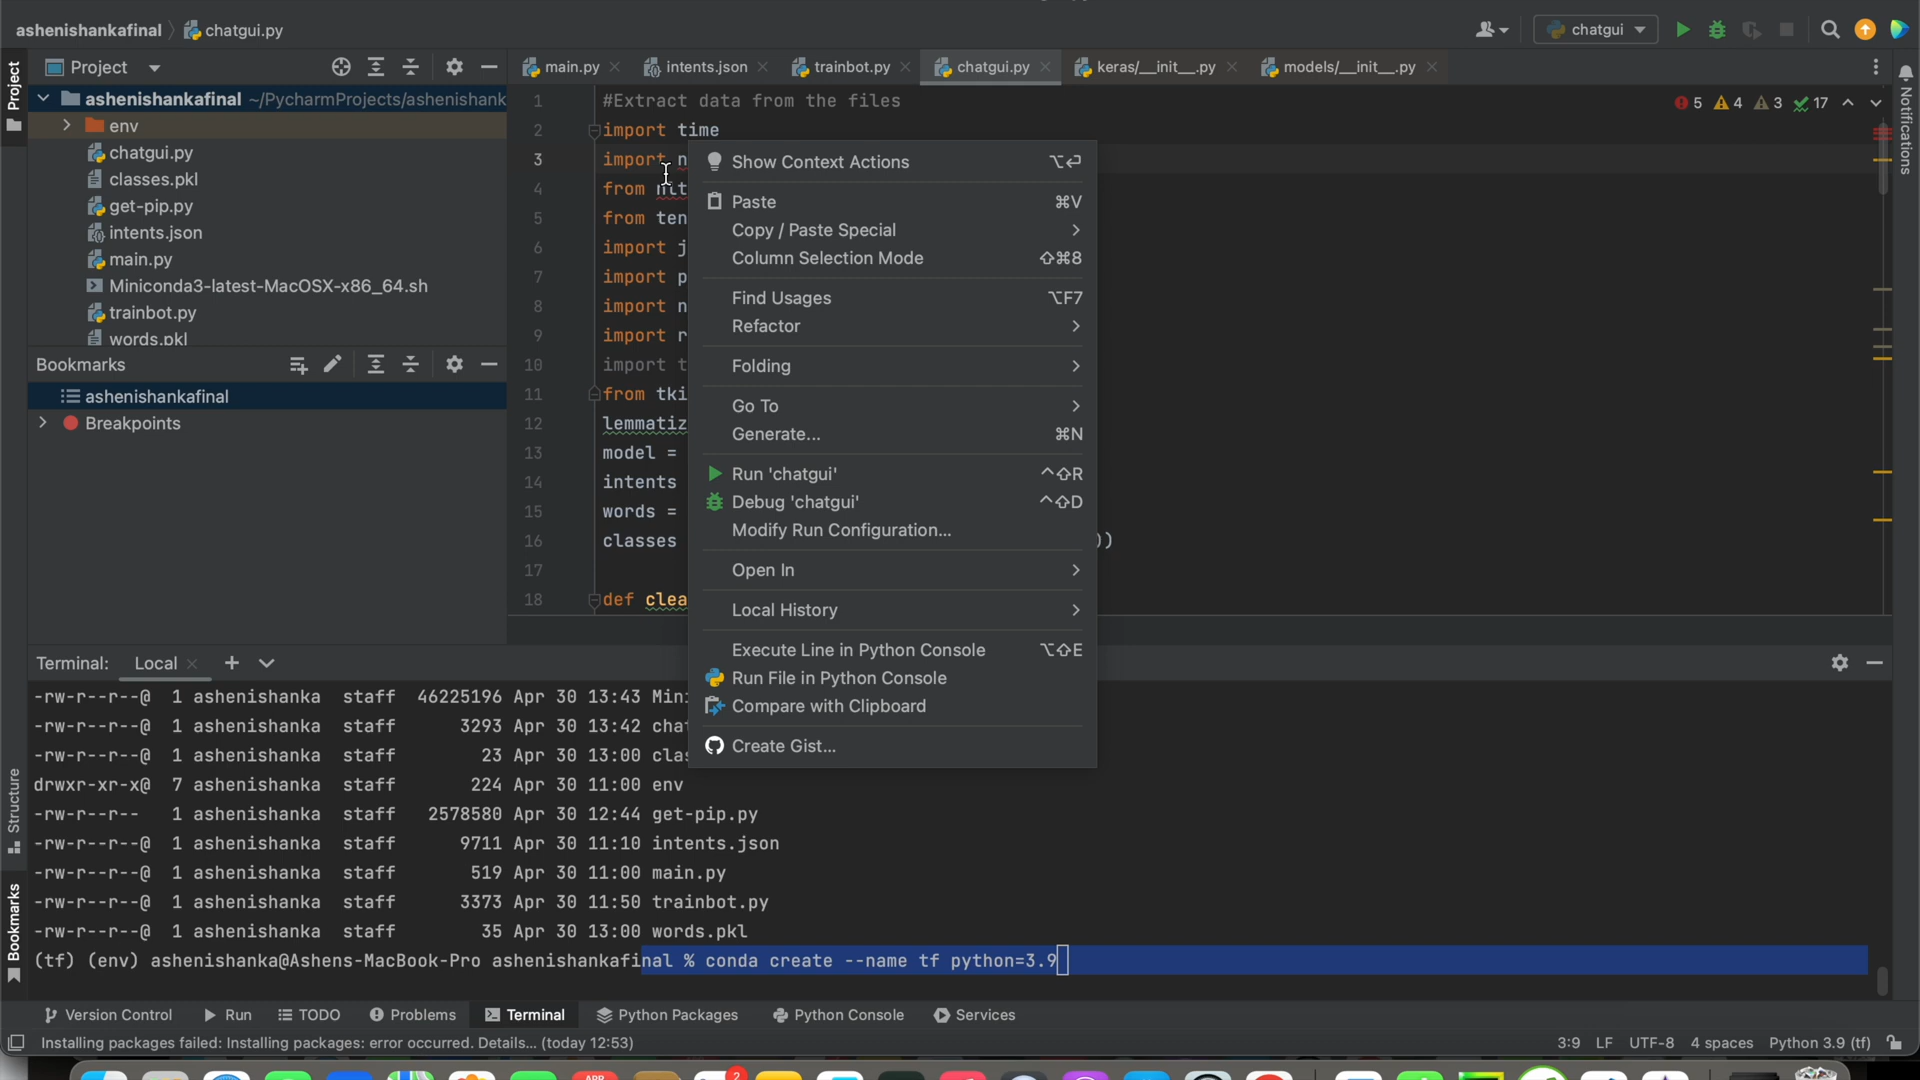 ashenishankafinal chatgui.py
chatgui
Project
main.py intents.json trainbot.py chatgui.py keras/__init__.py models/__init__.py
Project
ashenishankafinal ~/PycharmProjects/ashenishank
env
chatgui.py
classes.pkl
get-pip.py
intents.json
main.py
Miniconda3-latest-MacOSX-x86_64.sh
trainbot.py
words.pkl
Bookmarks
ashenishankafinal
Breakpoints
1 #Extract data from the files
2 import time
3 import n
4 from nlt
5 from ten
6 import j
7 import p
8 import n
9 import r
10 import t
11 from tki
12 lemmatiz
13 model =
14 intents
15 words =
16 classes ))
17
18 def clea
5 4 3 17
Notifications
Show Context Actions ⌥⏎
Paste ⌘V
Copy / Paste Special
Column Selection Mode ⇧⌘8
Find Usages ⌥F7
Refactor
Folding
Go To
Generate... ⌘N
Run 'chatgui' ^⇧R
Debug 'chatgui' ^⇧D
Modify Run Configuration...
Open In
Local History
Execute Line in Python Console ⌥⇧E
Run File in Python Console
Compare with Clipboard
Create Gist...
Terminal: Local
-rw-r--r--@ 1 ashenishanka staff 46225196 Apr 30 13:43 Min
-rw-r--r--@ 1 ashenishanka staff 3293 Apr 30 13:42 cha
-rw-r--r--@ 1 ashenishanka staff 23 Apr 30 13:00 clas
drwxr-xr-x@ 7 ashenishanka staff 224 Apr 30 11:00 env
-rw-r--r-- 1 ashenishanka staff 2578580 Apr 30 12:44 get-pip.py
-rw-r--r--@ 1 ashenishanka staff 9711 Apr 30 11:10 intents.json
-rw-r--r--@ 1 ashenishanka staff 519 Apr 30 11:00 main.py
-rw-r--r--@ 1 ashenishanka staff 3373 Apr 30 11:50 trainbot.py
-rw-r--r--@ 1 ashenishanka staff 35 Apr 30 13:00 words.pkl
(tf) (env) ashenishanka@Ashens-MacBook-Pro ashenishankafinal % conda create --name tf python=3.9
Structure
Bookmarks
Version Control Run TODO Problems Terminal Python Packages Python Console Services
Installing packages failed: Installing packages: error occurred. Details... (today 12:53)
3:9 LF UTF-8 4 spaces Python 3.9 (tf)
APR 2